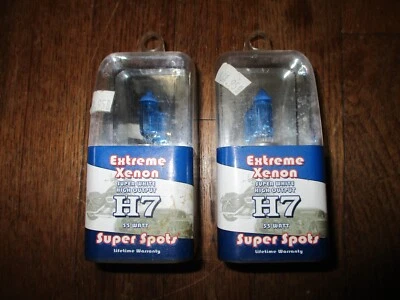 Extreme
Xenon
SUPER WHITE
HIGH OUTPUT
H7
55 WATT
Super Spots
Lifetime Warranty
Extreme
Xenon
SUPER WHITE
HIGH OUTPUT
H7
55 WATT
Super Spots
Lifetime Warranty